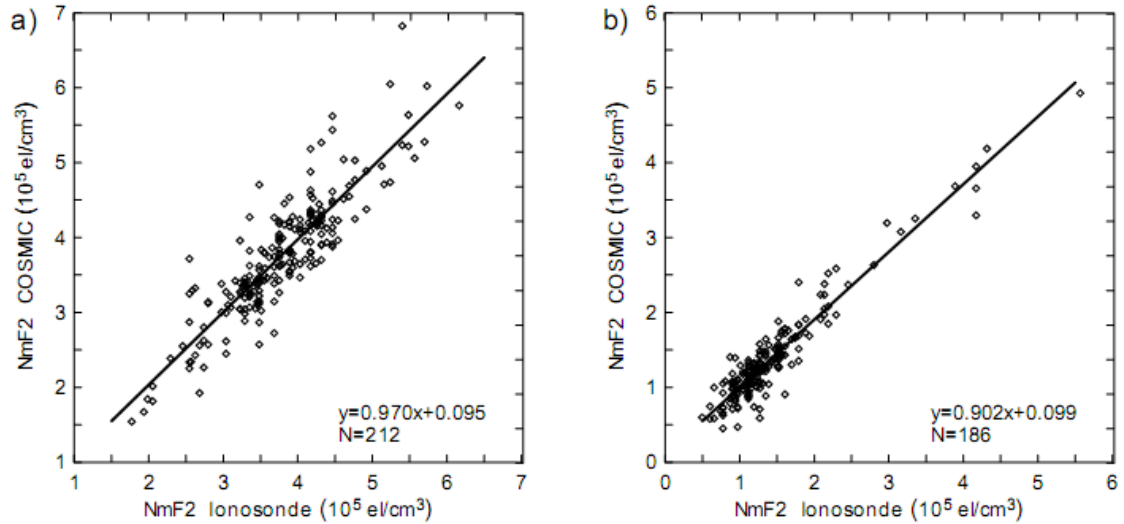 a)
7
6
5
4
3
2
1
NmF2 COSMIC (10⁵ el/cm³)
y=0.970x+0.095
N=212
1 2 3 4 5 6 7
NmF2 Ionosonde (10⁵ el/cm³)
b)
6
5
4
3
2
1
0
NmF2 COSMIC (10⁵ el/cm³)
y=0.902x+0.099
N=186
0 1 2 3 4 5 6
NmF2 Ionosonde (10⁵ el/cm³)